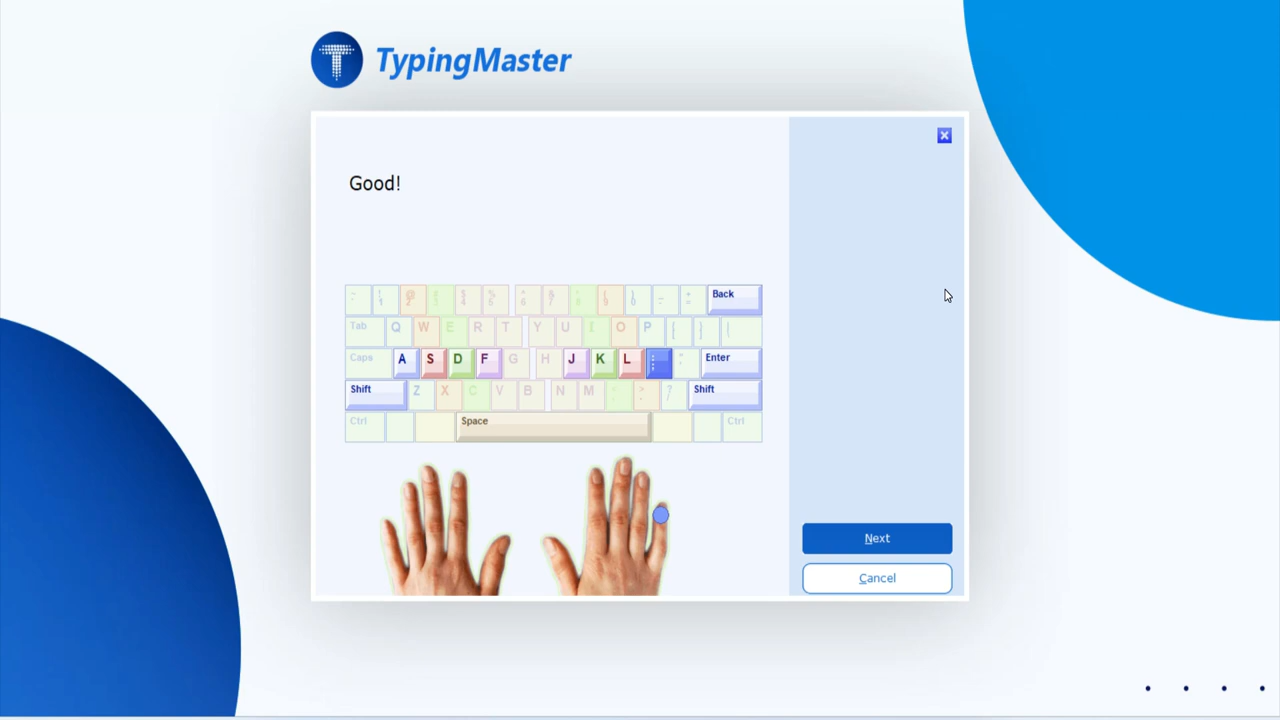 TypingMaster
Good!
Back
Tab Q W E R T Y U I O P
Caps A S D F G H J K L ; Enter
Shift Z X C V B N M Shift
Ctrl Space Ctrl
Next
Cancel